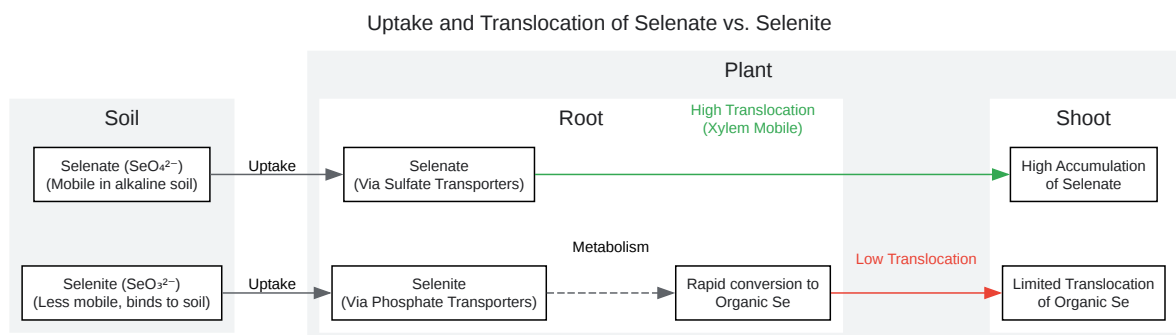 Uptake and Translocation of Selenate vs. Selenite
Plant
Soil
Root
High Translocation
(Xylem Mobile)
Shoot
Selenate (SeO₄²⁻)
(Mobile in alkaline soil)
Uptake
Selenate
(Via Sulfate Transporters)
High Accumulation
of Selenate
Metabolism
Low Translocation
Selenite (SeO₃²⁻)
(Less mobile, binds to soil)
Uptake
Selenite
(Via Phosphate Transporters)
Rapid conversion to
Organic Se
Limited Translocation
of Organic Se